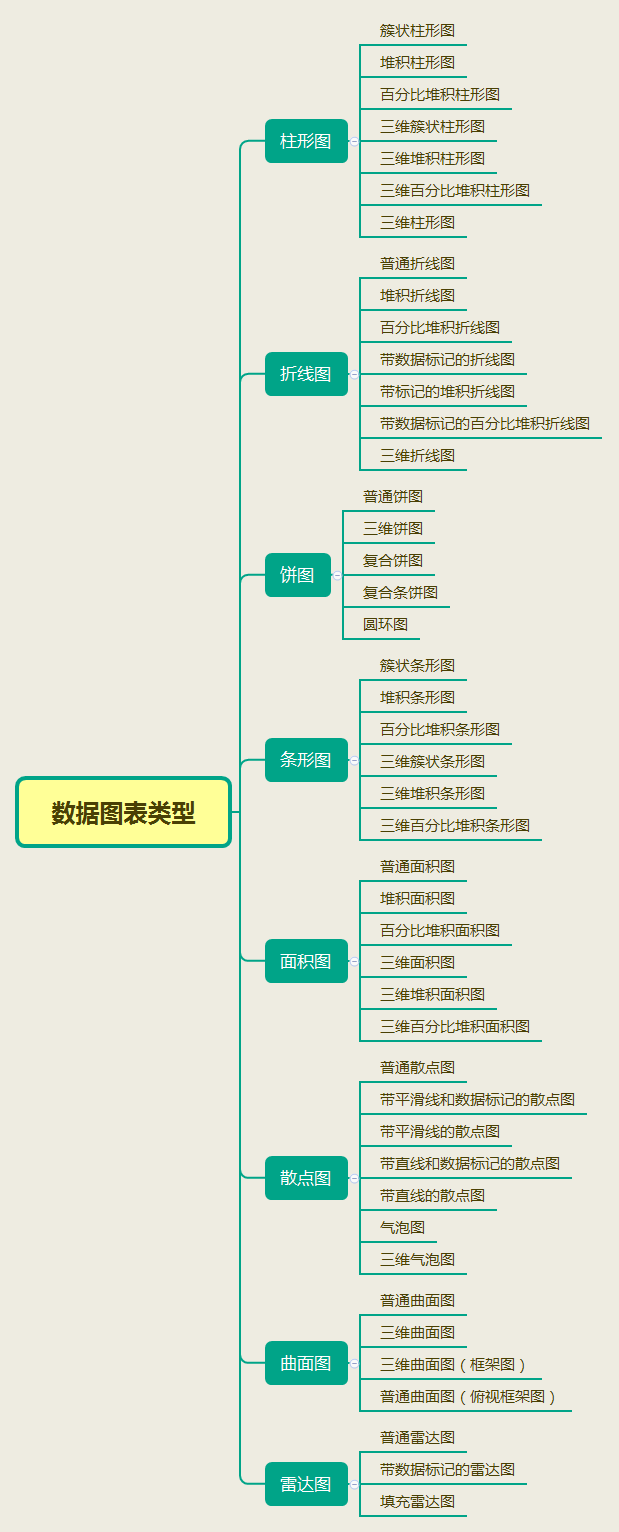 数据图表类型
柱形图
簇状柱形图
堆积柱形图
百分比堆积柱形图
三维簇状柱形图
三维堆积柱形图
三维百分比堆积柱形图
三维柱形图
折线图
普通折线图
堆积折线图
百分比堆积折线图
带数据标记的折线图
带标记的堆积折线图
带数据标记的百分比堆积折线图
三维折线图
饼图
普通饼图
三维饼图
复合饼图
复合条饼图
圆环图
条形图
簇状条形图
堆积条形图
百分比堆积条形图
三维簇状条形图
三维堆积条形图
三维百分比堆积条形图
面积图
普通面积图
堆积面积图
百分比堆积面积图
三维面积图
三维堆积面积图
三维百分比堆积面积图
散点图
普通散点图
带平滑线和数据标记的散点图
带平滑线的散点图
带直线和数据标记的散点图
带直线的散点图
气泡图
三维气泡图
曲面图
普通曲面图
三维曲面图
三维曲面图（框架图）
普通曲面图（俯视框架图）
雷达图
普通雷达图
带数据标记的雷达图
填充雷达图